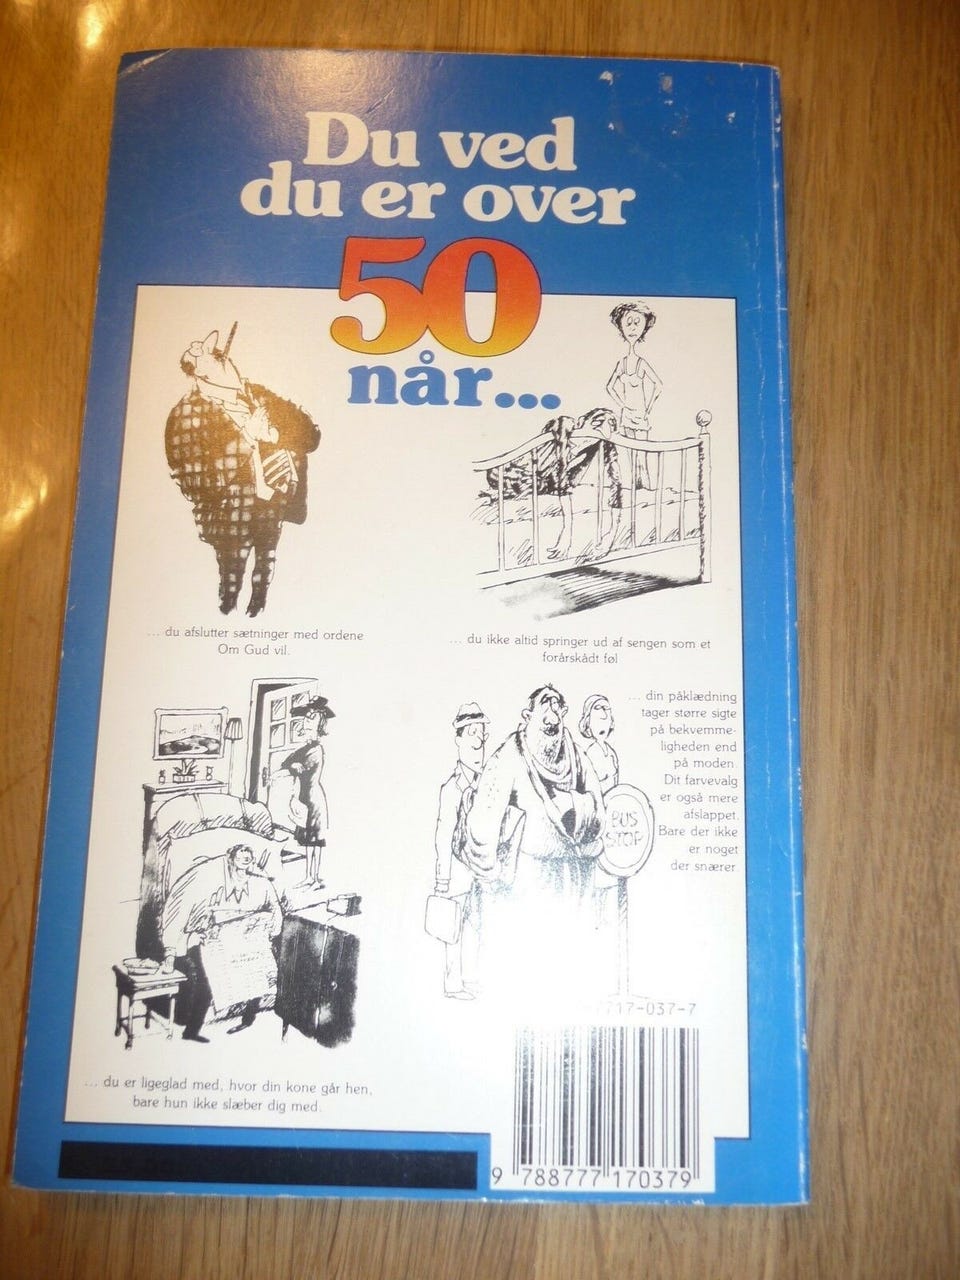 Du ved
du er over
50
når...
... du afslutter sætninger med ordene
Om Gud vil.
... du ikke altid springer ud af sengen som et
forårskådt føl
... din påklædning
tager større sigte
på bekvemme-
ligheden end
på moden.
Dit farvevalg
er også mere
afslappet.
Bare der ikke
er noget
der snærer.
BUS
STOP
... du er ligeglad med, hvor din kone går hen,
bare hun ikke slæber dig med.
7717-037-7
9 788777 170379